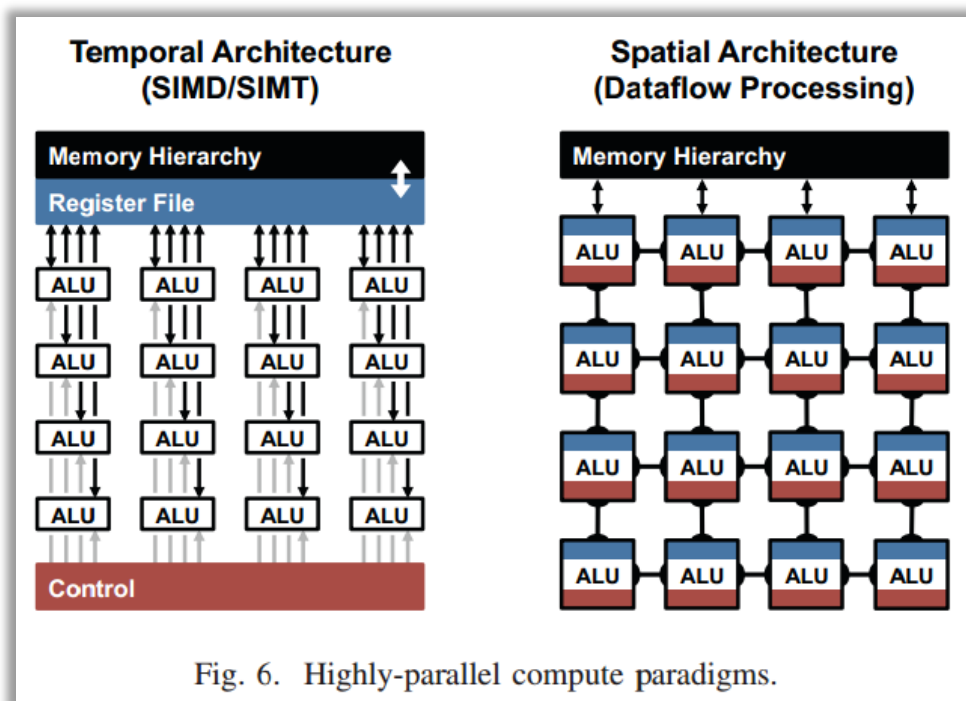 Temporal Architecture
(SIMD/SIMT)
Memory Hierarchy
Register File
ALU ALU ALU ALU
ALU ALU ALU ALU
ALU ALU ALU ALU
ALU ALU ALU ALU
Control
Spatial Architecture
(Dataflow Processing)
Memory Hierarchy
ALU ALU ALU ALU
ALU ALU ALU ALU
ALU ALU ALU ALU
ALU ALU ALU ALU
Fig. 6. Highly-parallel compute paradigms.